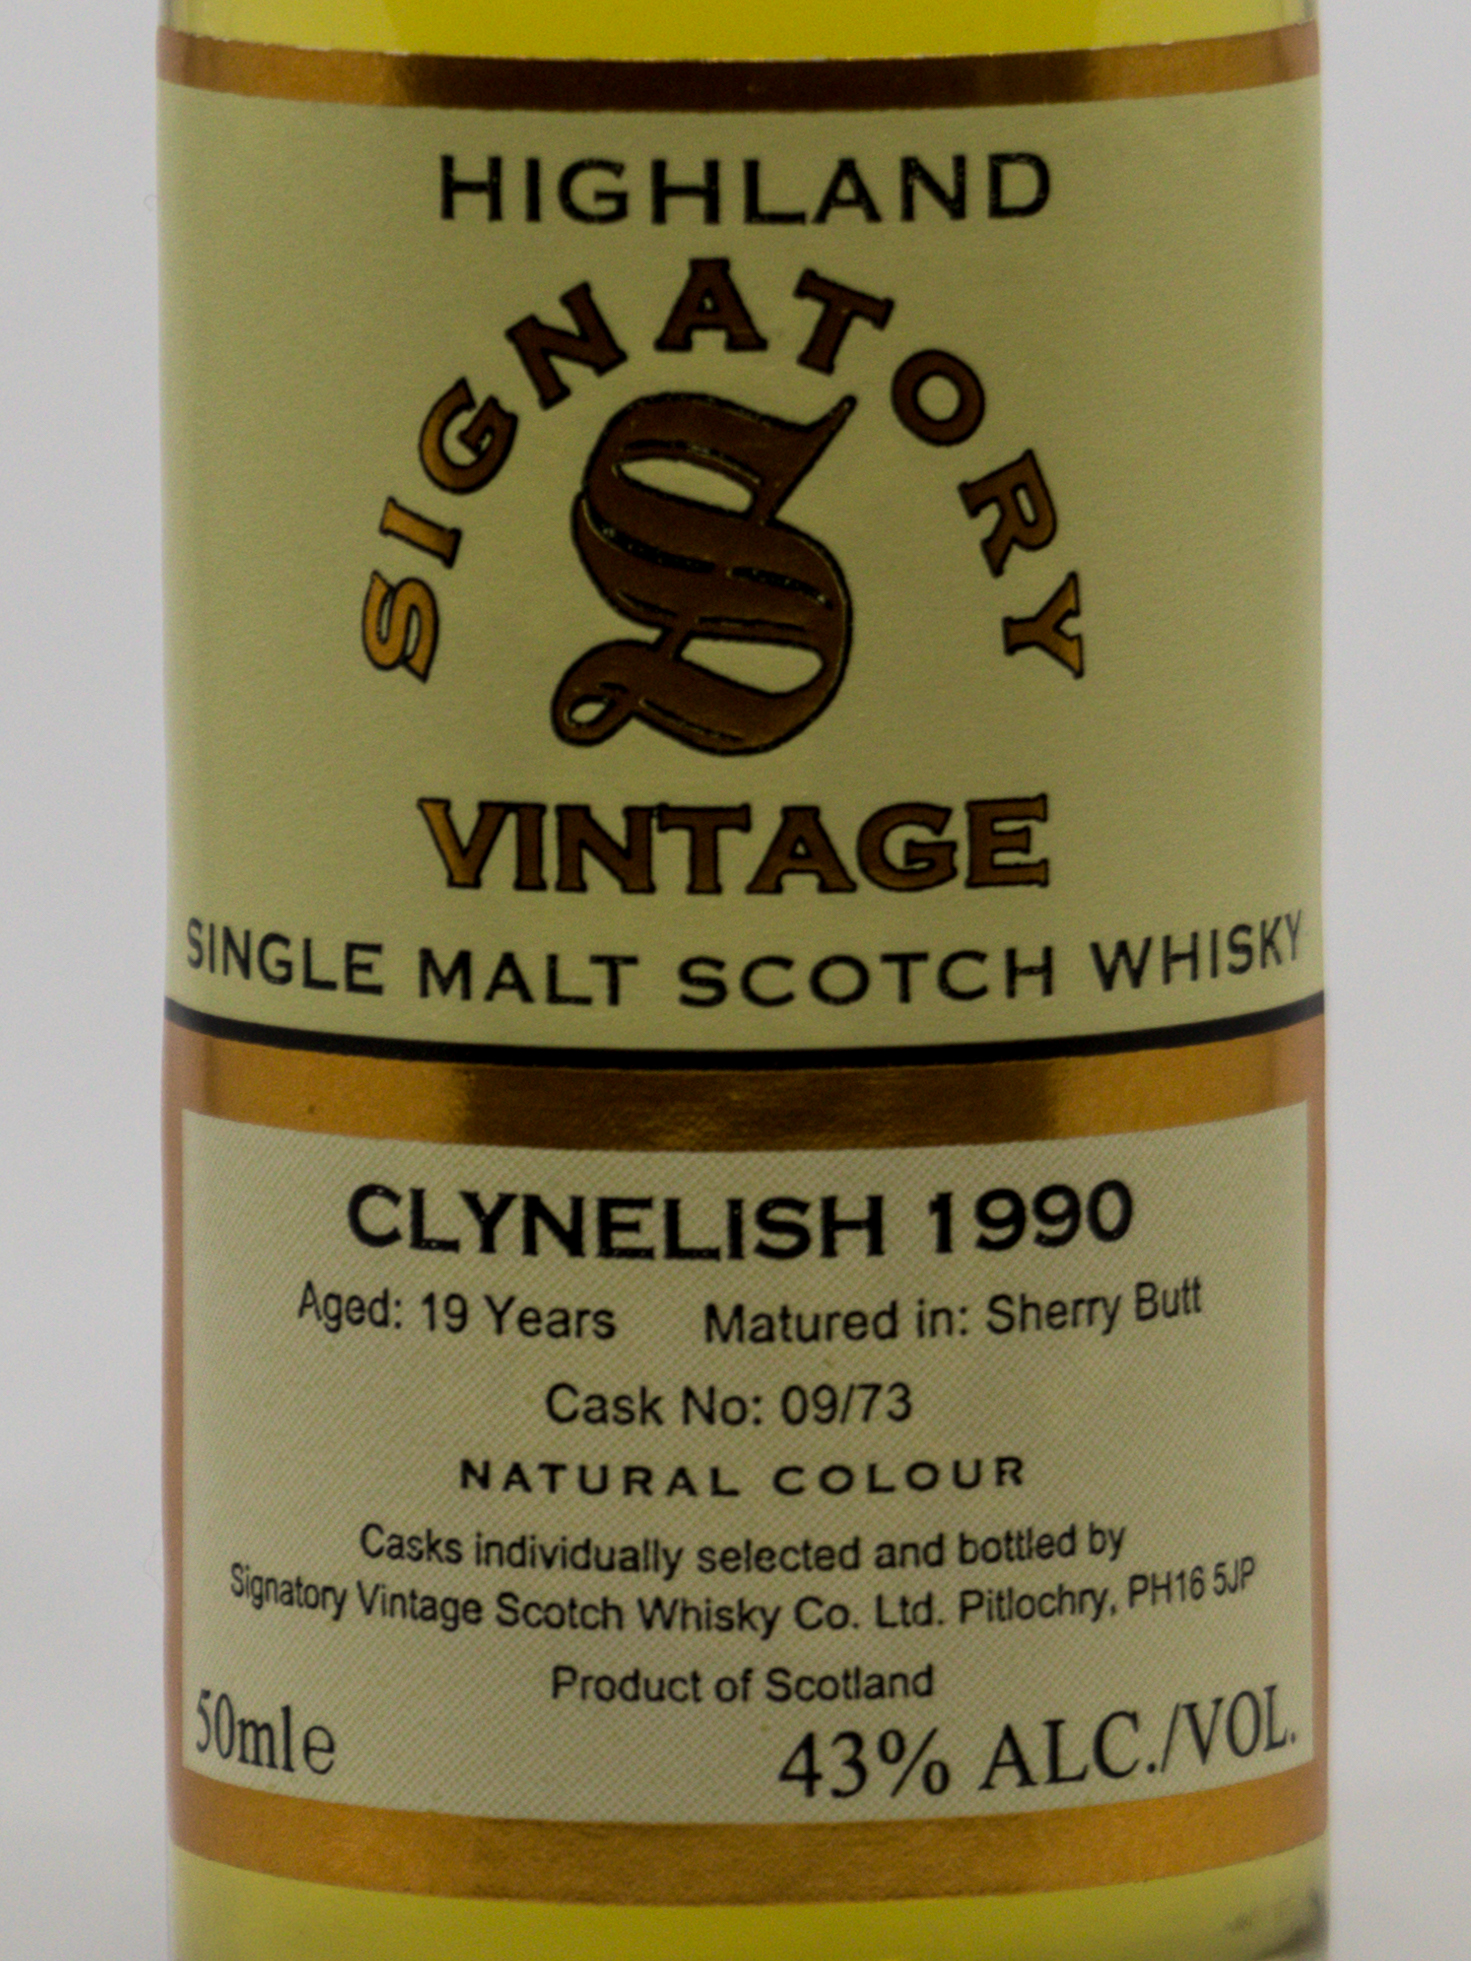 HIGHLAND
SIGNATORY
S
VINTAGE
SINGLE MALT SCOTCH WHISKY
CLYNELISH 1990
Aged: 19 Years Matured in: Sherry Butt
Cask No: 09/73
NATURAL COLOUR
Casks individually selected and bottled by
Signatory Vintage Scotch Whisky Co. Ltd. Pitlochry, PH16 5JP
Product of Scotland
50ml e 43% ALC./VOL.